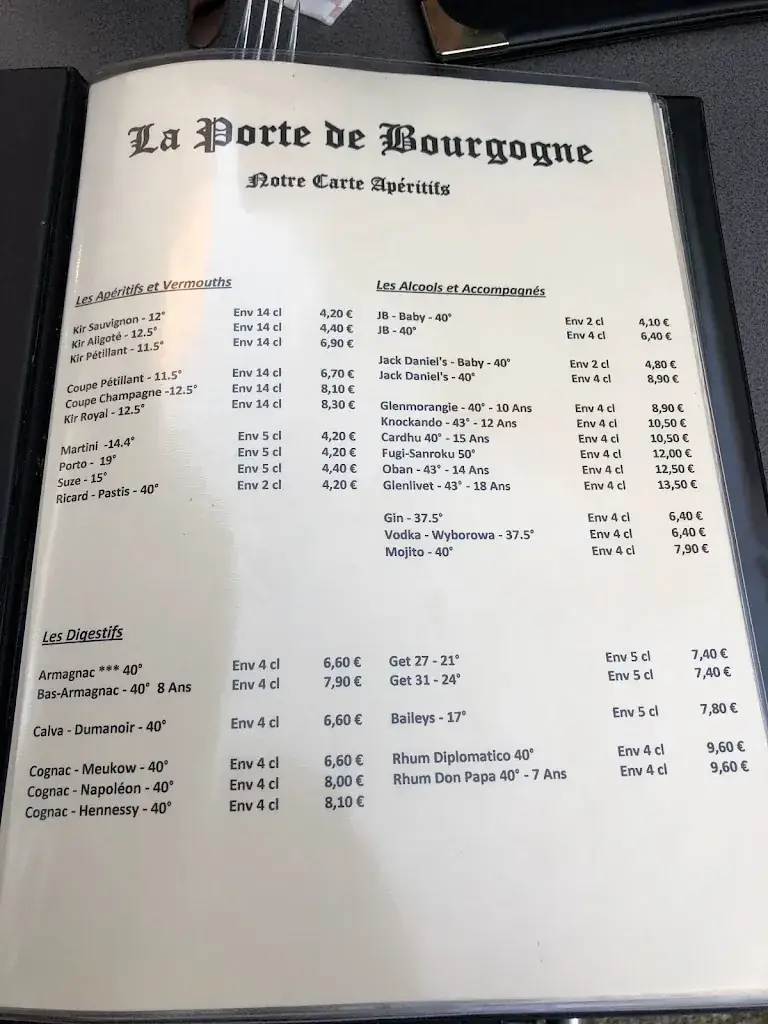 La Porte de Bourgogne
Notre Carte Apéritifs
Les Apéritifs et Vermouths
Kir Sauvignon - 12° Env 14 cl 4,20 €
Kir Aligoté - 12.5° Env 14 cl 4,40 €
Kir Pétillant - 11.5° Env 14 cl 6,90 €
Coupe Pétillant - 11.5° Env 14 cl 6,70 €
Coupe Champagne -12.5° Env 14 cl 8,10 €
Kir Royal - 12.5° Env 14 cl 8,30 €
Martini -14.4° Env 5 cl 4,20 €
Porto - 19° Env 5 cl 4,20 €
Suze - 15° Env 5 cl 4,40 €
Ricard - Pastis - 40° Env 2 cl 4,20 €
Les Alcools et Accompagnés
JB - Baby - 40° Env 2 cl 4,10 €
JB - 40° Env 4 cl 6,40 €
Jack Daniel's - Baby - 40° Env 2 cl 4,80 €
Jack Daniel's - 40° Env 4 cl 8,90 €
Glenmorangie - 40° - 10 Ans Env 4 cl 8,90 €
Knockando - 43° - 12 Ans Env 4 cl 10,50 €
Cardhu 40° - 15 Ans Env 4 cl 10,50 €
Fugi-Sanroku 50° Env 4 cl 12,00 €
Oban - 43° - 14 Ans Env 4 cl 12,50 €
Glenlivet - 43° - 18 Ans Env 4 cl 13,50 €
Gin - 37.5° Env 4 cl 6,40 €
Vodka - Wyborowa - 37.5° Env 4 cl 6,40 €
Mojito - 40° Env 4 cl 7,90 €
Les Digestifs
Armagnac *** 40° Env 4 cl 6,60 €
Bas-Armagnac - 40° 8 Ans Env 4 cl 7,90 €
Calva - Dumanoir - 40° Env 4 cl 6,60 €
Cognac - Meukow - 40° Env 4 cl 6,60 €
Cognac - Napoléon - 40° Env 4 cl 8,00 €
Cognac - Hennessy - 40° Env 4 cl 8,10 €
Get 27 - 21° Env 5 cl 7,40 €
Get 31 - 24° Env 5 cl 7,40 €
Baileys - 17° Env 5 cl 7,80 €
Rhum Diplomatico 40° Env 4 cl 9,60 €
Rhum Don Papa 40° - 7 Ans Env 4 cl 9,60 €